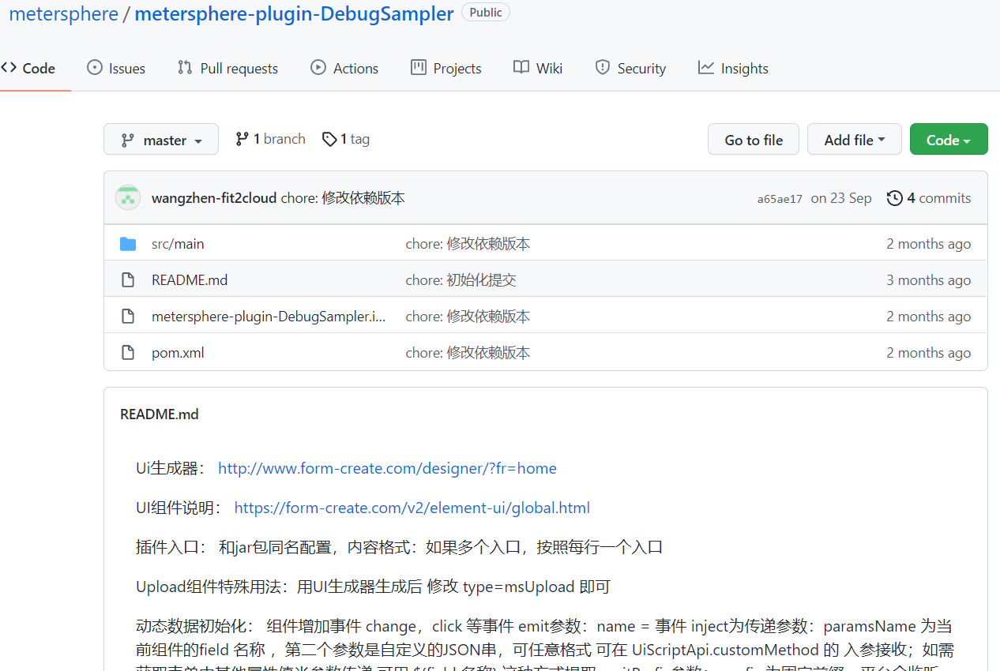 metersphere / metersphere-plugin-DebugSampler Public
Code Issues Pull requests Actions Projects Wiki Security Insights
master 1 branch 1 tag Go to file Add file Code
wangzhen-fit2cloud chore: 修改依赖版本 a65ae17 on 23 Sep 4 commits
src/main chore: 修改依赖版本 2 months ago
README.md chore: 初始化提交 3 months ago
metersphere-plugin-DebugSampler.i... chore: 修改依赖版本 2 months ago
pom.xml chore: 修改依赖版本 2 months ago
README.md
Ui生成器： http://www.form-create.com/designer/?fr=home
UI组件说明： https://form-create.com/v2/element-ui/global.html
插件入口： 和jar包同名配置，内容格式：如果多个入口，按照每行一个入口
Upload组件特殊用法：用UI生成器生成后 修改 type=msUpload 即可
动态数据初始化： 组件增加事件 change，click 等事件 emit参数：name = 事件 inject为传递参数：paramsName 为当
前组件的field 名称 ，第二个参数是自定义的JSON串，可任意格式 可在 UiScriptApi.customMethod 的 入参接收；如需